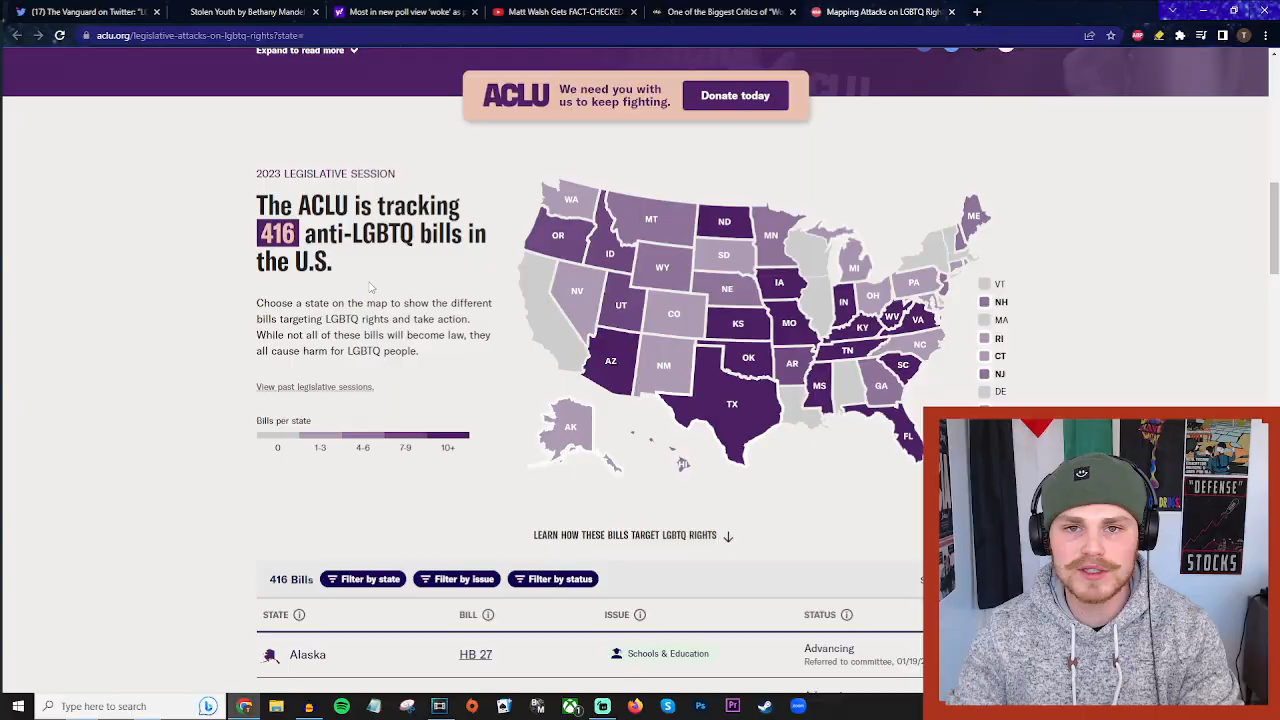 (17) The Vanguard on Twitter: "L
Stolen Youth by Bethany Mandel
Most in new poll view 'woke' as p
Matt Walsh Gets FACT-CHECKED
One of the Biggest Critics of "Wo
Mapping Attacks on LGBTQ Righ
aclu.org/legislative-attacks-on-lgbtq-rights?state=
Expand to read more
ACLU
We need you with
us to keep fighting.
Donate today
2023 LEGISLATIVE SESSION
The ACLU is tracking
416 anti-LGBTQ bills in
the U.S.
Choose a state on the map to show the different
bills targeting LGBTQ rights and take action.
While not all of these bills will become law, they
all cause harm for LGBTQ people.
View past legislative sessions.
Bills per state
0 1-3 4-6 7-9 10+
WA
MT
ND
MN
ME
OR
ID
WY
SD
MI
NV
UT
CO
NE
IA
IN
OH
PA
KS
MO
KY
WV
VA
AZ
NM
OK
AR
TN
NC
SC
MS
GA
TX
FL
AK
HI
VT
NH
MA
RI
CT
NJ
DE
LEARN HOW THESE BILLS TARGET LGBTQ RIGHTS
416 Bills Filter by state Filter by issue Filter by status
STATE BILL ISSUE STATUS
Alaska HB 27 Schools & Education Advancing
Referred to committee, 01/19/2
"DEFENSE"
STOCKS
Type here to search